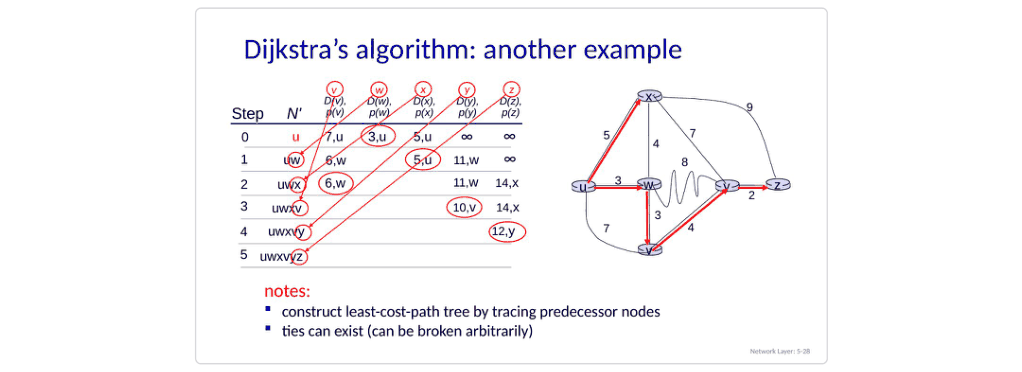 Dijkstra's algorithm: another example
v w x y z
Step N' D(v), p(v) D(w), p(w) D(x), p(x) D(y), p(y) D(z), p(z)
0 u 7,u 3,u 5,u ∞ ∞
1 uw 6,w 5,u 11,w ∞
2 uwx 6,w 11,w 14,x
3 uwxv 10,v 14,x
4 uwxvy 12,y
5 uwxvyz
x
9
5
4
7
8
u
3
w
y
2
z
3
7
4
v
notes:
▪ construct least-cost-path tree by tracing predecessor nodes
▪ ties can exist (can be broken arbitrarily)
Network Layer: 5-28